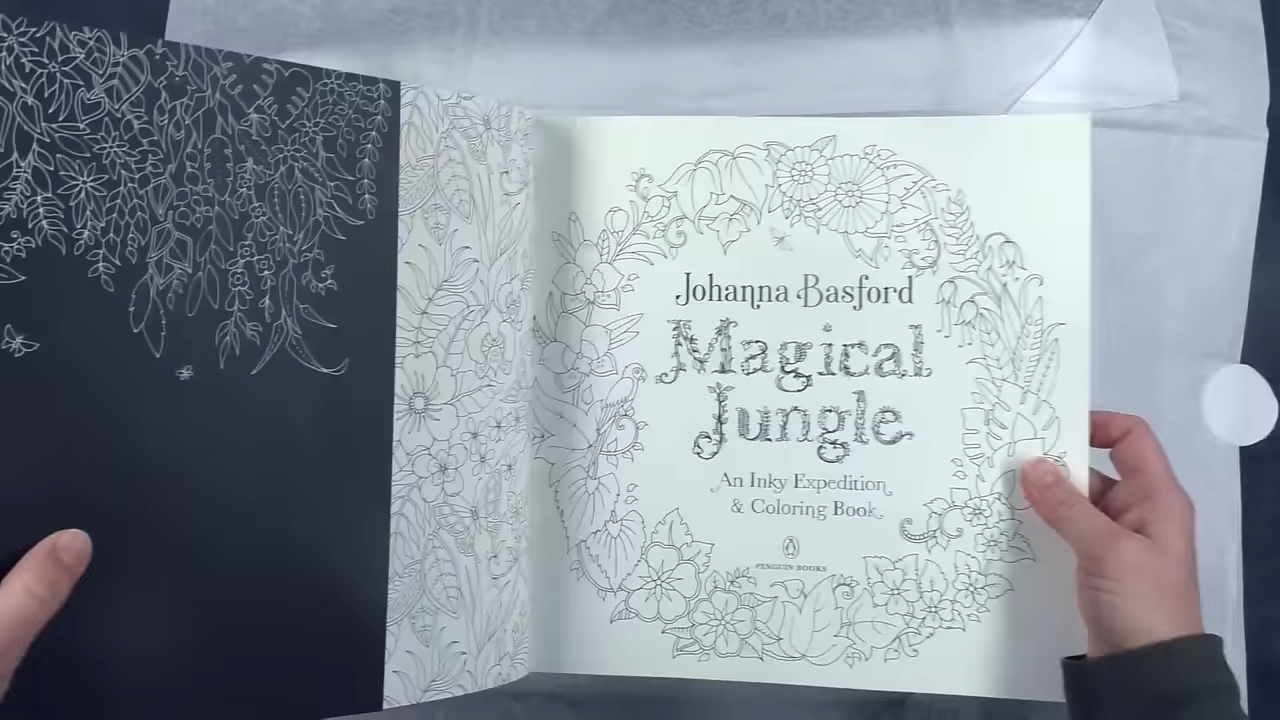 Johanna Basford
Magical
Jungle
An Inky Expedition
& Coloring Book
PENGUIN BOOKS